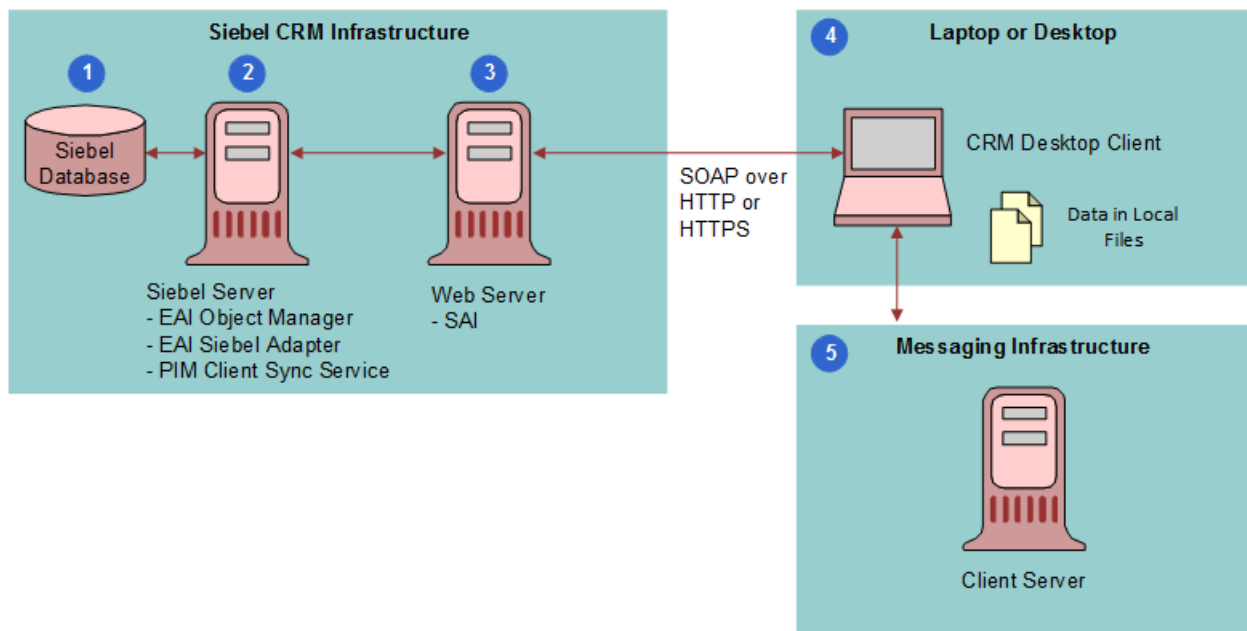 Siebel CRM Infrastructure
1
2
3
Siebel
Database
Siebel Server
- EAI Object Manager
- EAI Siebel Adapter
- PIM Client Sync Service
Web Server
- SAI
SOAP over
HTTP or
HTTPS
4
Laptop or Desktop
CRM Desktop Client
Data in Local
Files
5
Messaging Infrastructure
Client Server